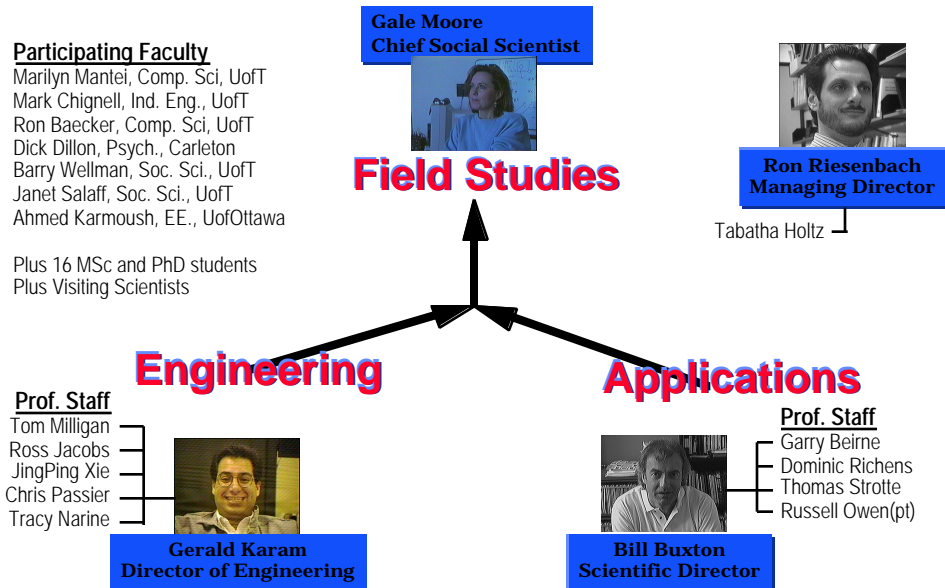 Gale Moore
Chief Social Scientist
Participating Faculty
Marilyn Mantei, Comp. Sci, UofT
Mark Chignell, Ind. Eng., UofT
Ron Baecker, Comp. Sci, UofT
Dick Dillon, Psych., Carleton
Barry Wellman, Soc. Sci., UofT
Janet Salaff, Soc. Sci., UofT
Ahmed Karmoush, EE., UofOttawa
Plus 16 MSc and PhD students
Plus Visiting Scientists
Field Studies
Ron Riesenbach
Managing Director
Tabatha Holtz
Engineering
Applications
Prof. Staff
Tom Milligan
Ross Jacobs
JingPing Xie
Chris Passier
Tracy Narine
Gerald Karam
Director of Engineering
Prof. Staff
Garry Beirne
Dominic Richens
Thomas Strotte
Russell Owen(pt)
Bill Buxton
Scientific Director